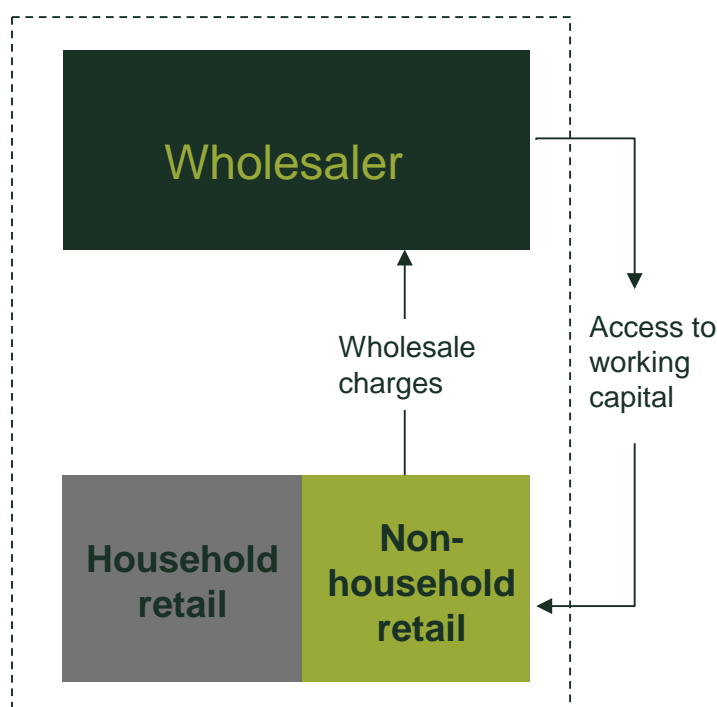 Wholesaler
Access to
working
capital
Wholesale
charges
Household
retail
Non-
household
retail